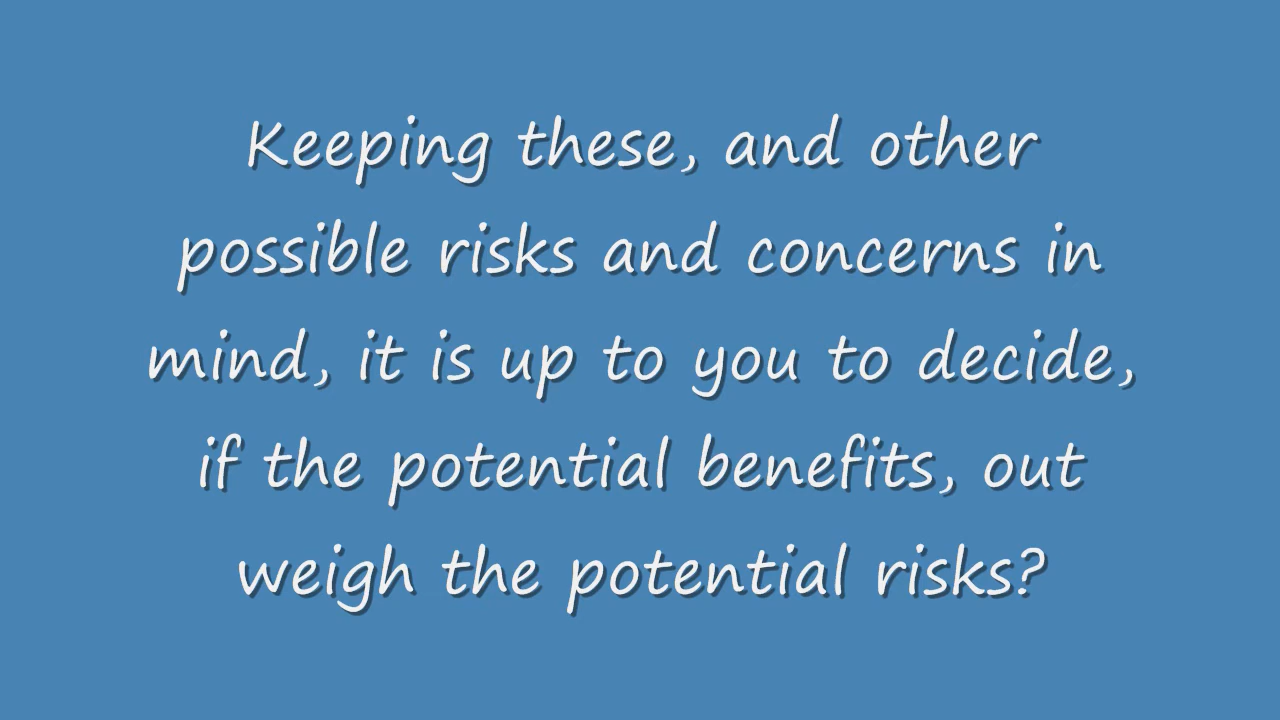 Keeping these, and other
possible risks and concerns in
mind, it is up to you to decide,
if the potential benefits, out
weigh the potential risks?